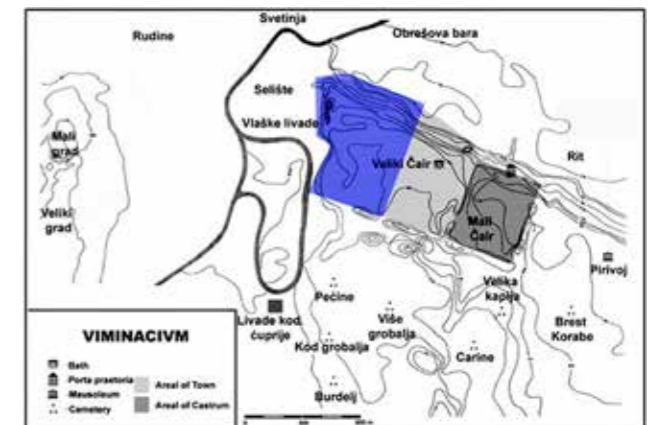 Svetinja
Rudine
Obrešova bara
Selište
Mali
grad
Vlaške livade
Veliki Čair
Rit
Veliki
grad
Mali
Čair
Pirivoj
Pećine
Velika
kapija
Livade kod
ćuprije
Više
grobalja
Brest
Korabe
Kod grobalja
Carine
Burdelj
VIMINACIVM
Bath
Porta praetoria
Mausoleum
Cemetery
Areal of Town
Areal of Castrum